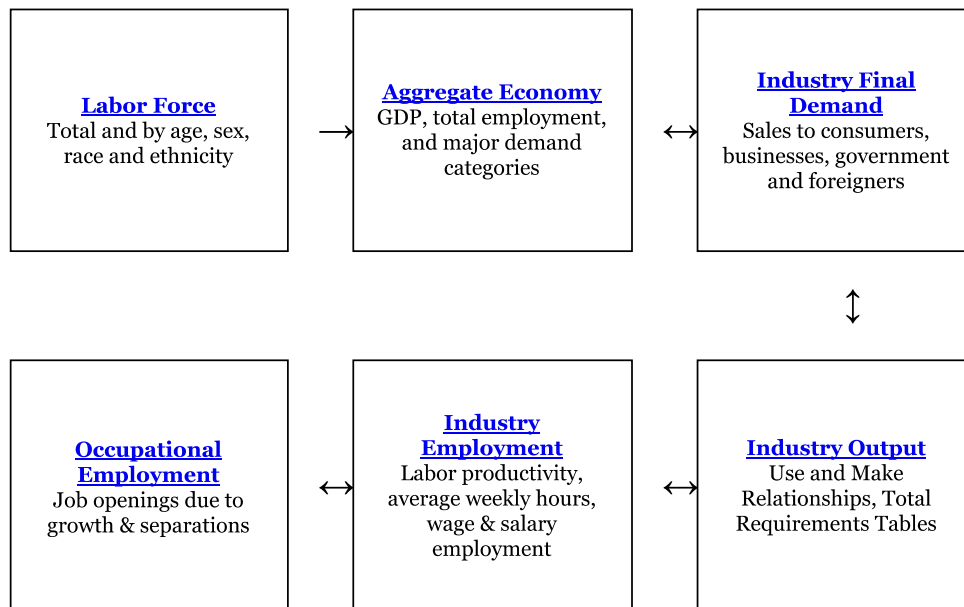 Labor Force
Total and by age, sex,
race and ethnicity
→
Aggregate Economy
GDP, total employment,
and major demand
categories
↔
Industry Final
Demand
Sales to consumers,
businesses, government
and foreigners
↕
Occupational
Employment
Job openings due to
growth & separations
↔
Industry
Employment
Labor productivity,
average weekly hours,
wage & salary
employment
↔
Industry Output
Use and Make
Relationships, Total
Requirements Tables